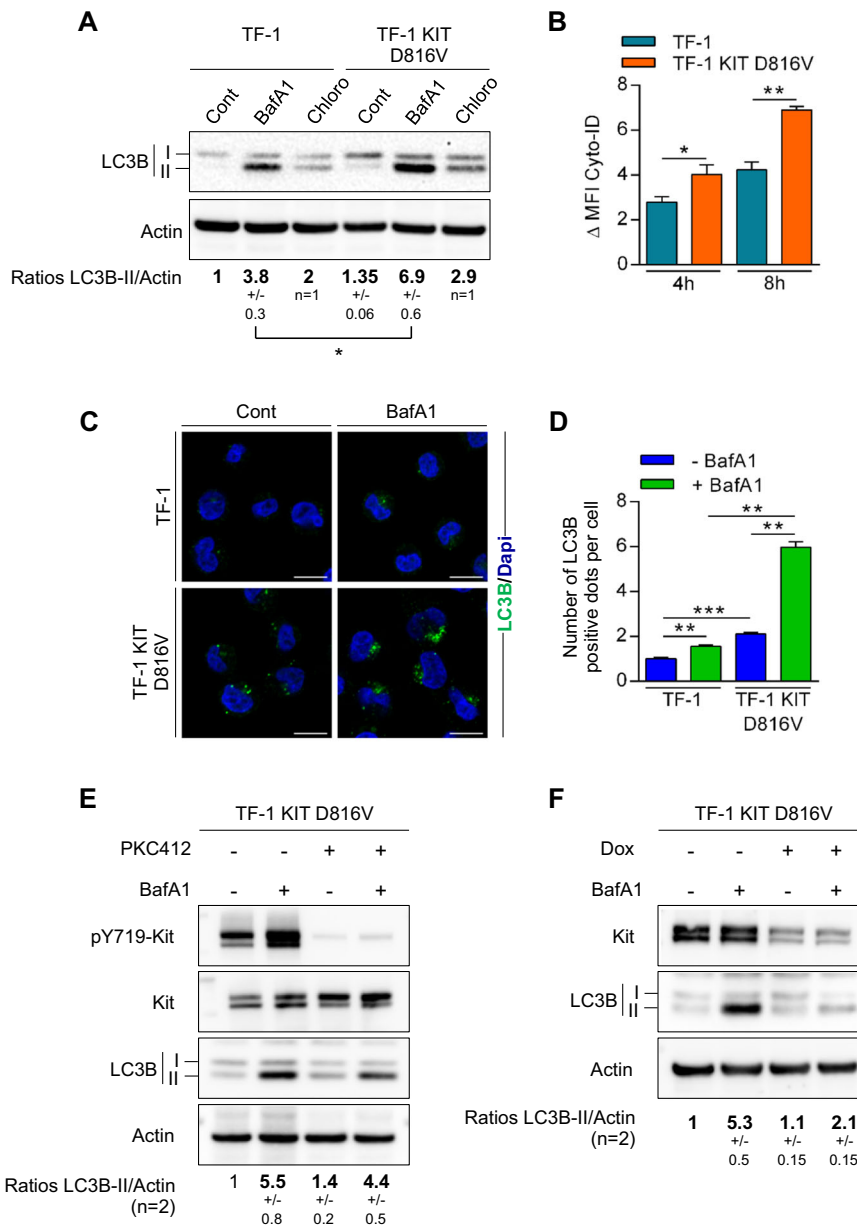 A
TF-1
TF-1 KIT
D816V
Cont
BafA1
Chloro
Cont
BafA1
Chloro
LC3B
I
II
Actin
Ratios LC3B-II/Actin
1 3.8 2 1.35 6.9 2.9
+/- n=1 +/- +/- n=1
0.3 0.06 0.6
*
B
TF-1
TF-1 KIT D816V
Δ MFI Cyto-ID
8
6
4
2
0
*
**
4h 8h
C
Cont BafA1
TF-1
TF-1 KIT
D816V
LC3B/Dapi
D
- BafA1
+ BafA1
Number of LC3B
positive dots per cell
8
6
4
2
0
**
**
***
**
TF-1 TF-1 KIT
D816V
E
TF-1 KIT D816V
PKC412 - - + +
BafA1 - + - +
pY719-Kit
Kit
LC3B
I
II
Actin
Ratios LC3B-II/Actin
(n=2)
1 5.5 1.4 4.4
+/- +/- +/-
0.8 0.2 0.5
F
TF-1 KIT D816V
Dox - - + +
BafA1 - + - +
Kit
LC3B
I
II
Actin
Ratios LC3B-II/Actin
(n=2)
1 5.3 1.1 2.1
+/- +/- +/-
0.5 0.15 0.15